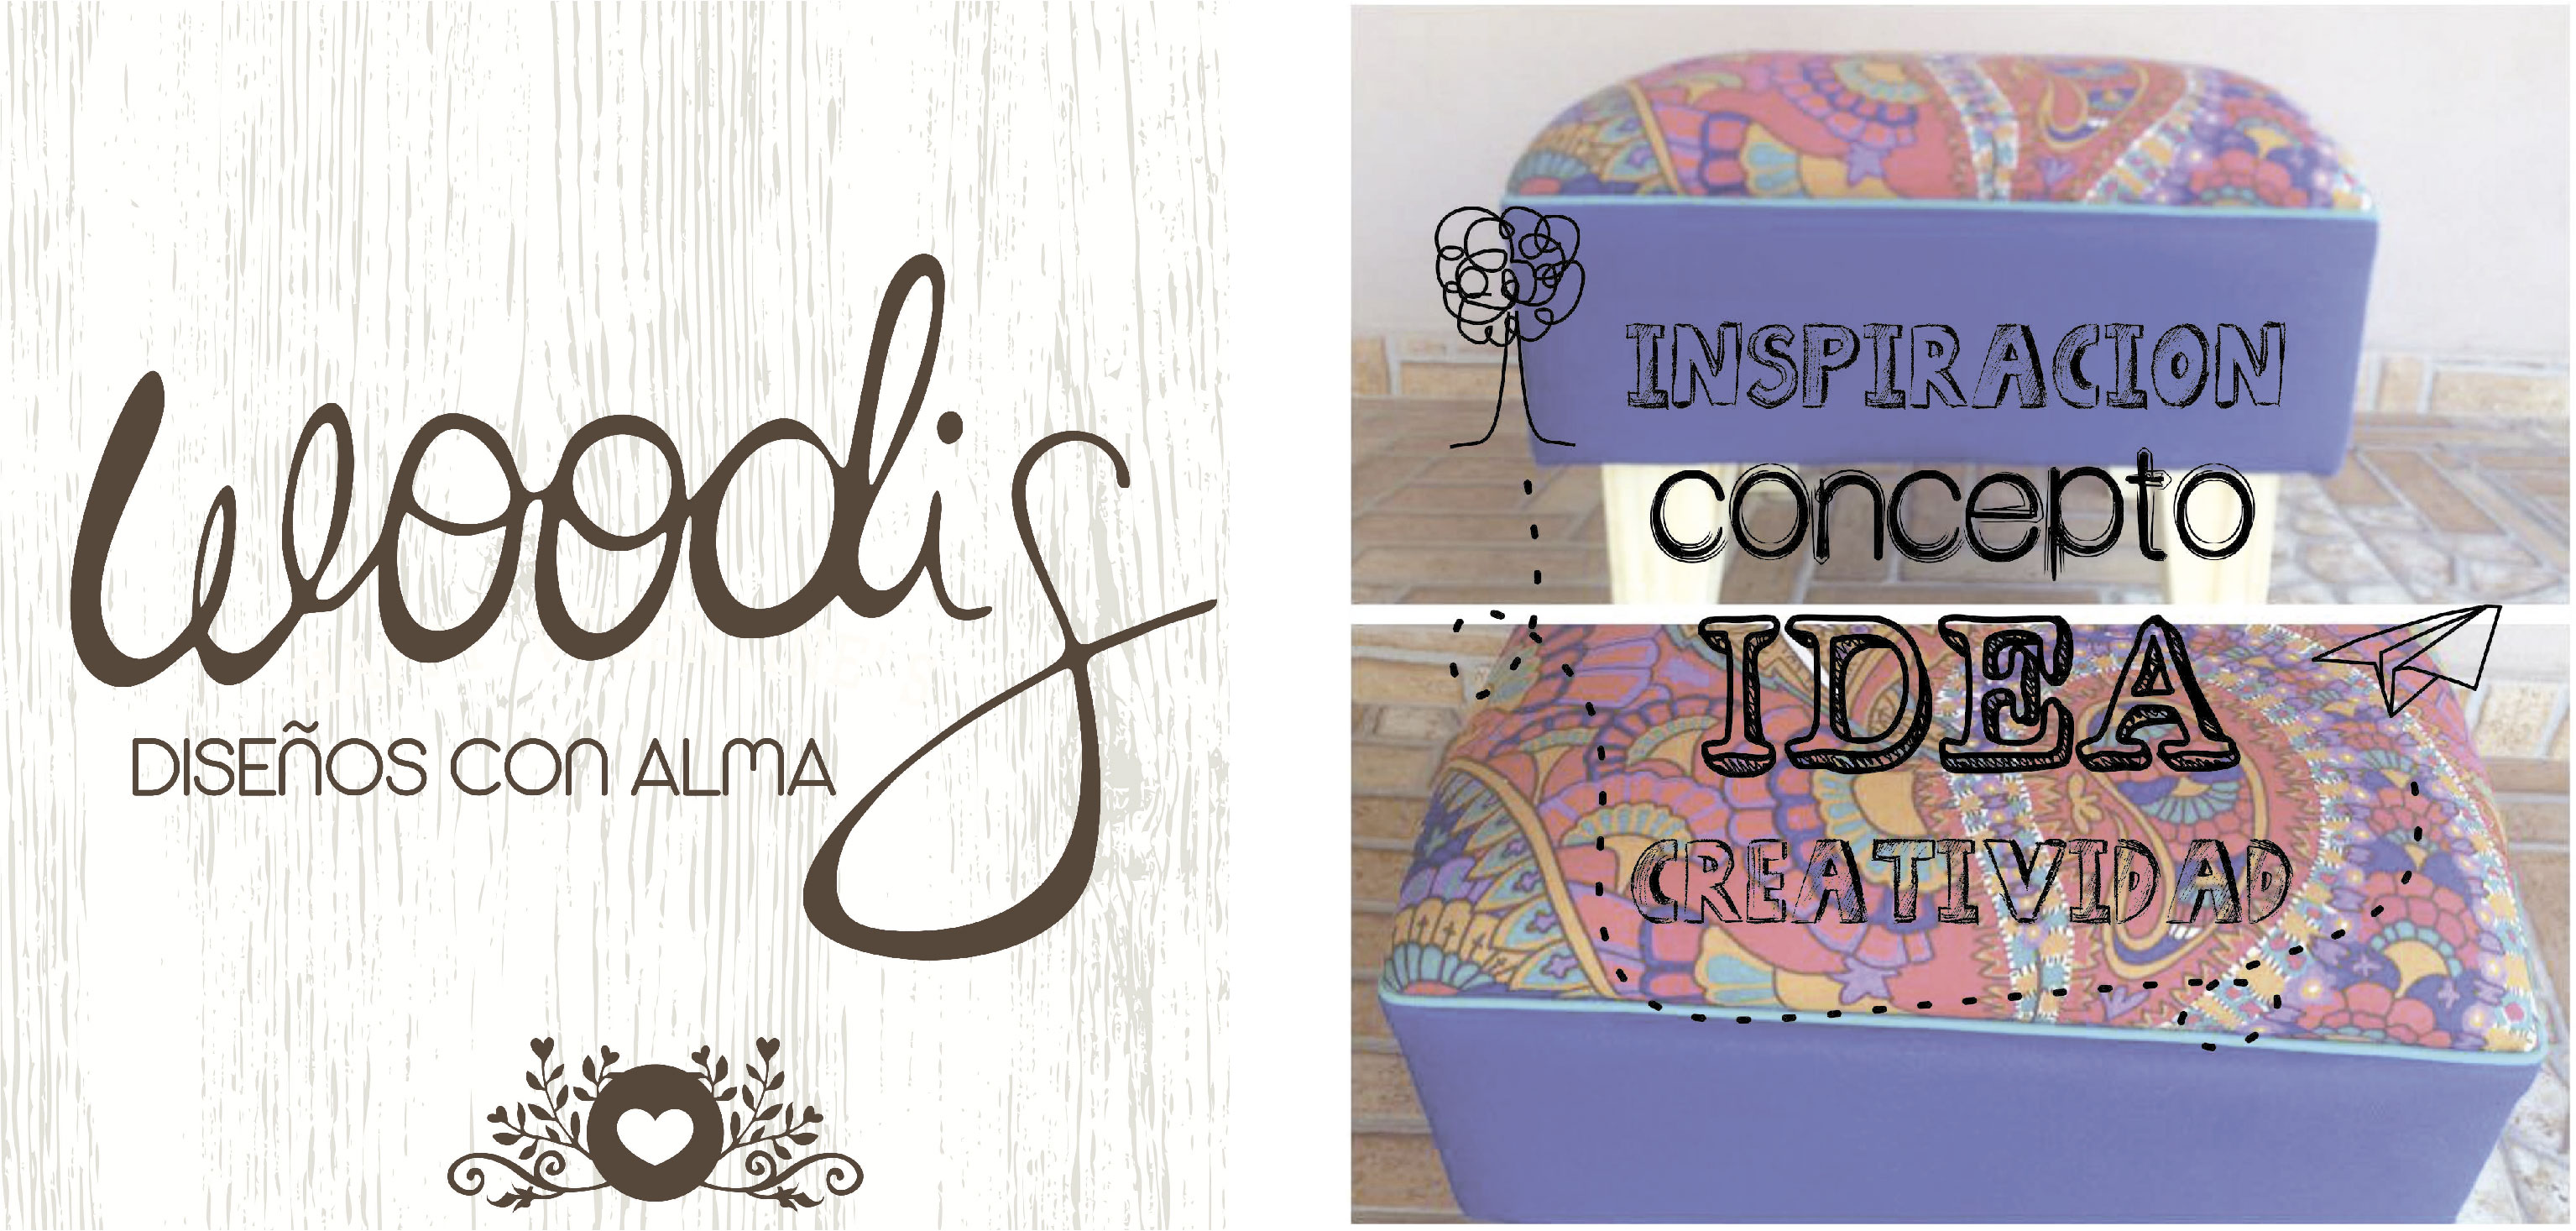 woodis
DISEÑOS CON ALMA
INSPIRACION
concepto
IDEA
CREATIVIDAD